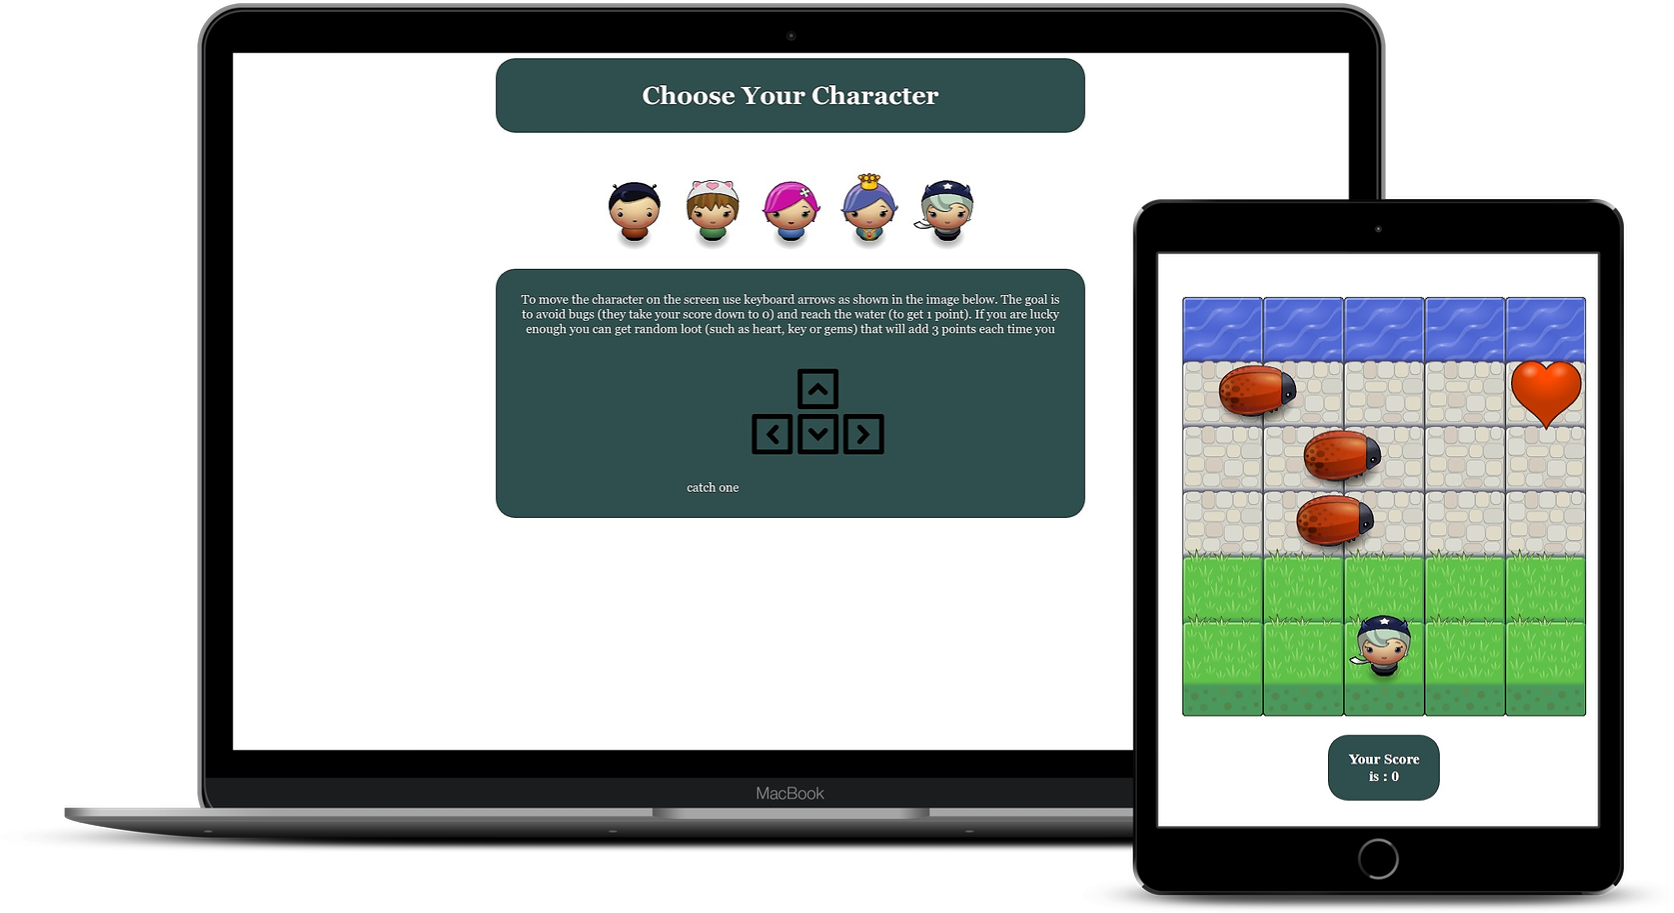 Choose Your Character
To move the character on the screen use keyboard arrows as shown in the image below. The goal is
to avoid bugs (they take your score down to 0) and reach the water (to get 1 point). If you are lucky
enough you can get random loot (such as heart, key or gems) that will add 3 points each time you
catch one
MacBook
Your Score
is : 0